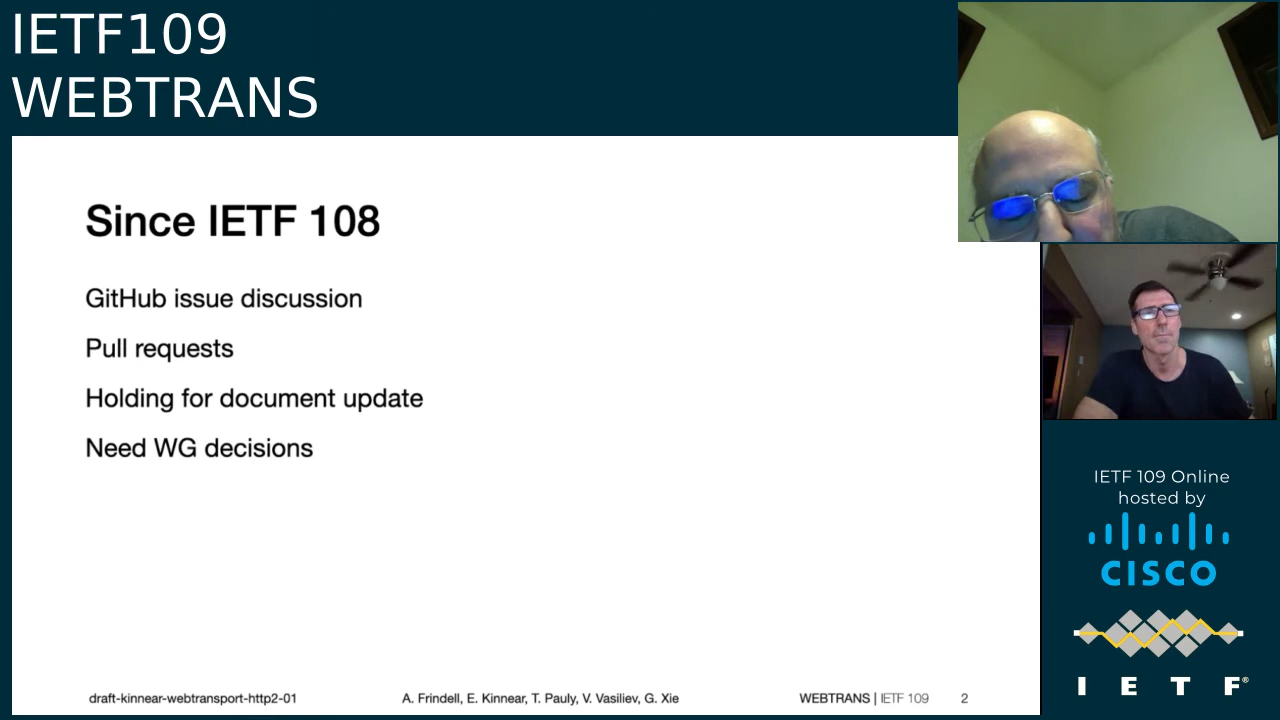 IETF109
WEBTRANS
Since IETF 108
GitHub issue discussion
Pull requests
Holding for document update
Need WG decisions
draft-kinnear-webtransport-http2-01
A. Frindell, E. Kinnear, T. Pauly, V. Vasiliev, G. Xie
WEBTRANS | IETF 109
2
IETF 109 Online
hosted by
CISCO
I E T F®